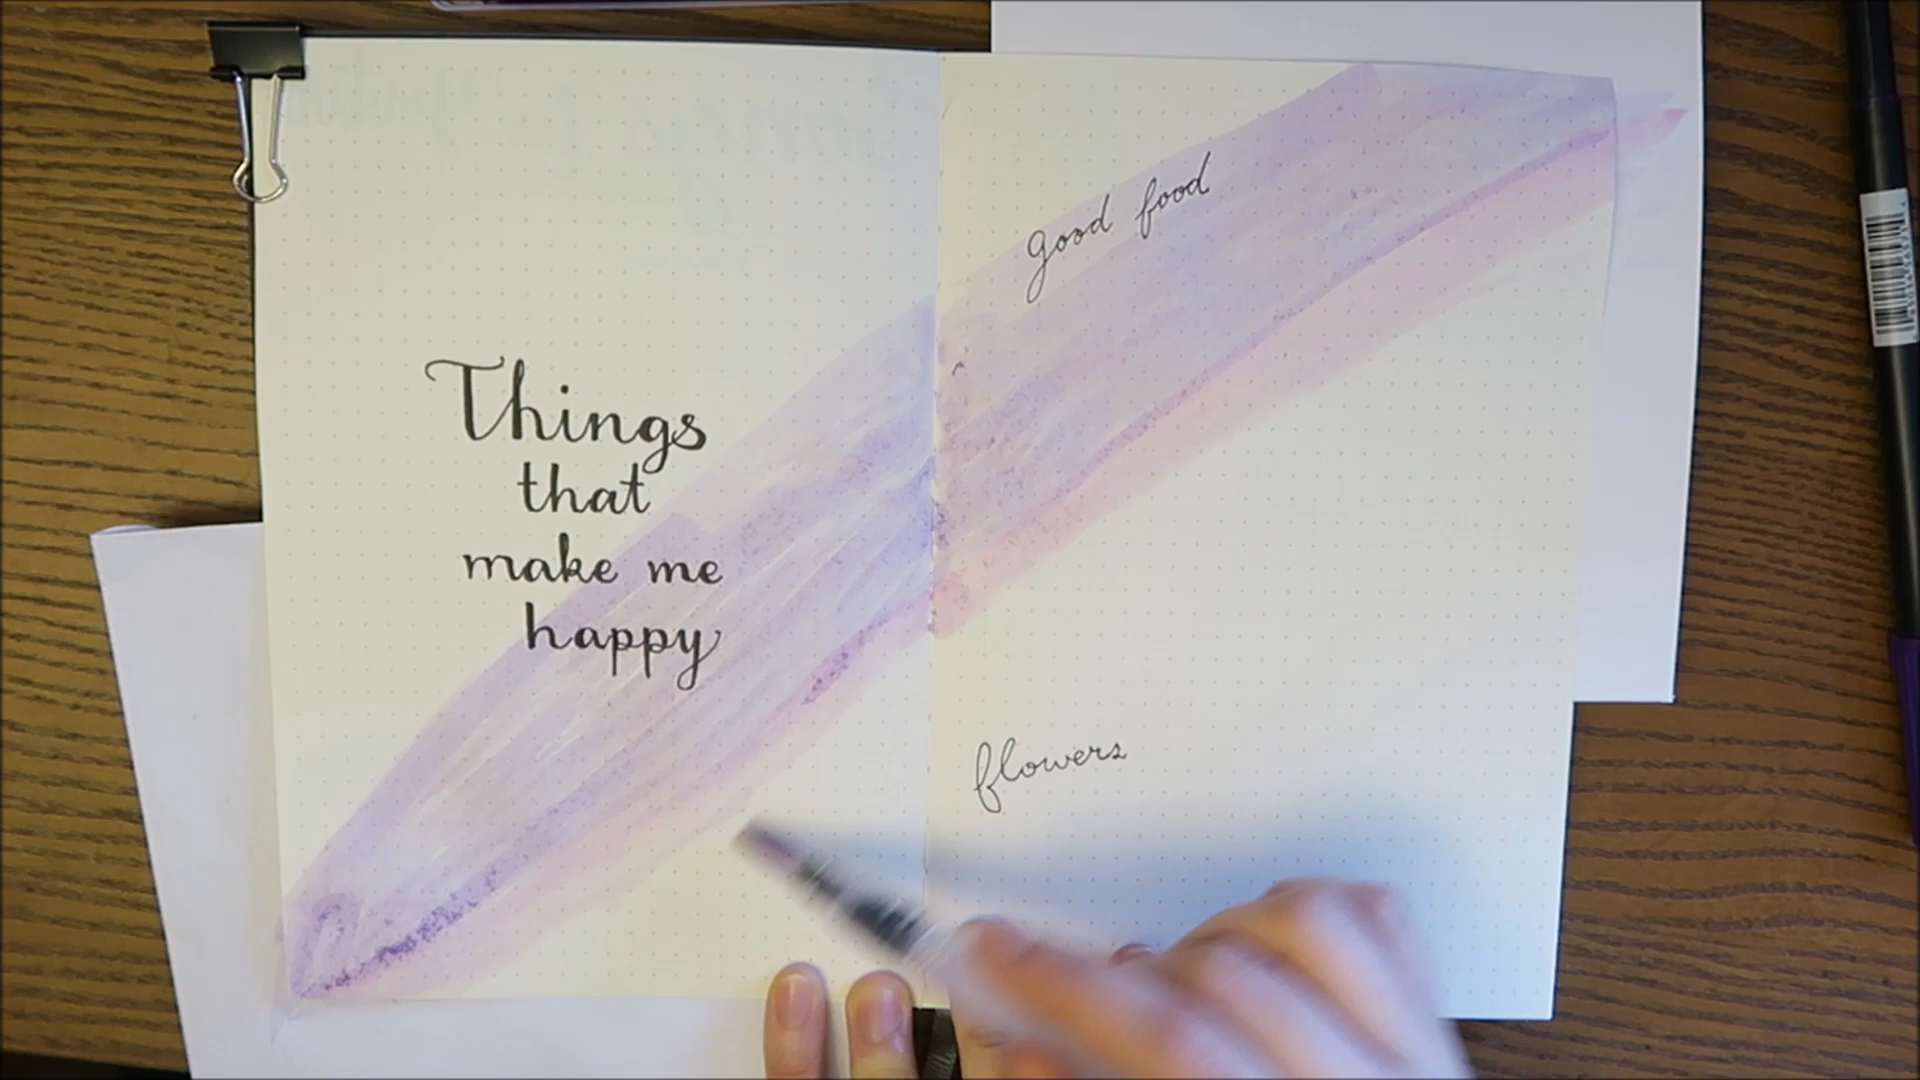 Things
that
make me
happy
good food
flowers